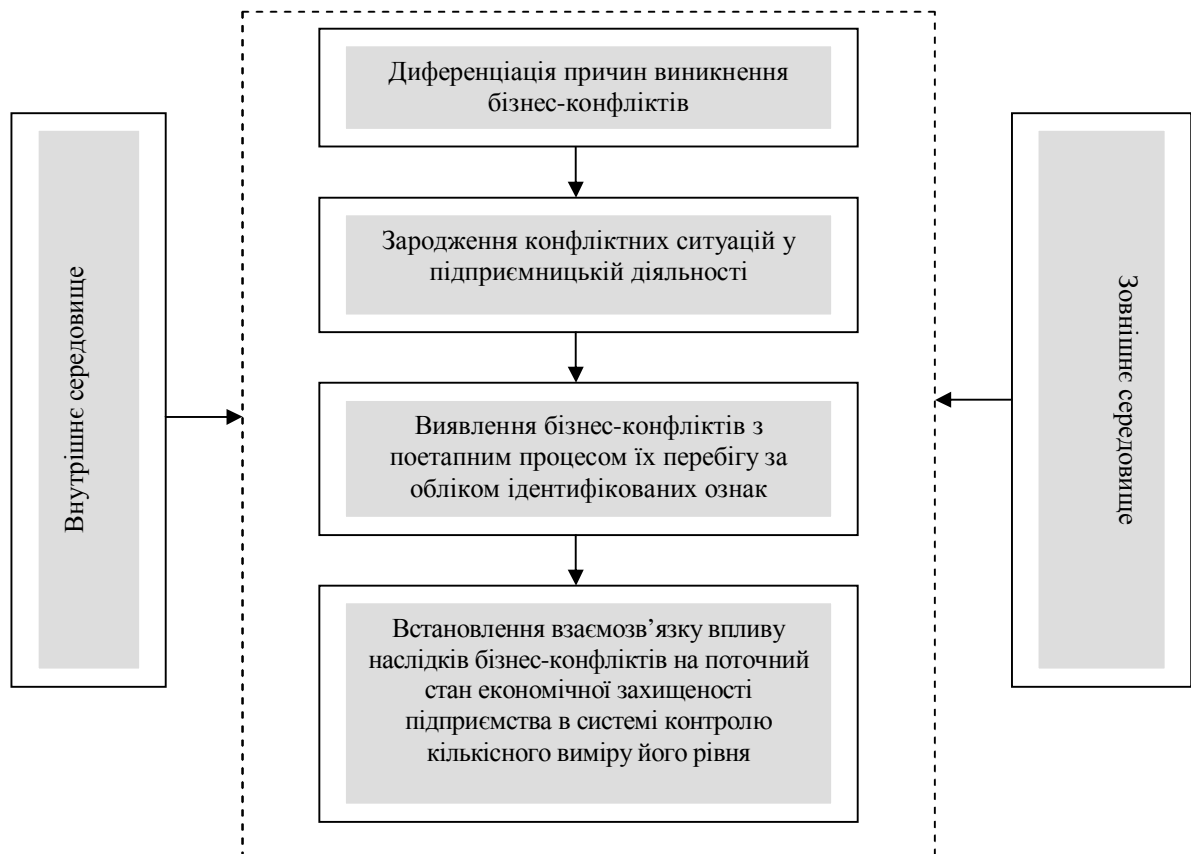 Диференціація причин виникнення
бізнес-конфліктів
Внутрішнє середовище
Зародження конфліктних ситуацій у
підприємницькій діяльності
Зовнішнє середовище
Виявлення бізнес-конфліктів з
поетапним процесом їх перебігу за
обліком ідентифікованих ознак
Встановлення взаємозв’язку впливу
наслідків бізнес-конфліктів на поточний
стан економічної захищеності
підприємства в системі контролю
кількісного виміру його рівня